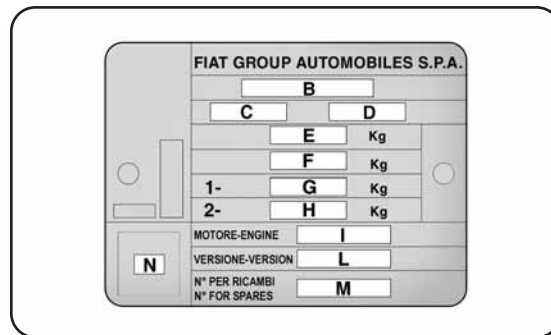 FIAT GROUP AUTOMOBILES S.P.A.
B
C D
E Kg
F Kg
1- G Kg
2- H Kg
MOTORE-ENGINE I
VERSIONE-VERSION L
N
N° PER RICAMBI
N° FOR SPARES M